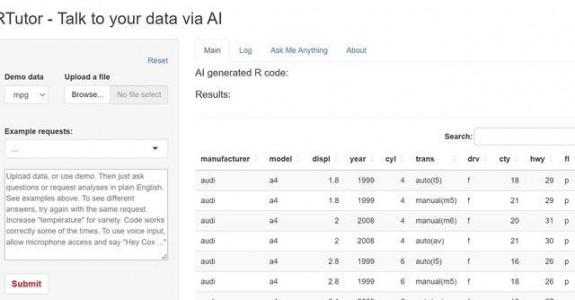 RTutor - Talk to your data via AI
Reset
Demo data Upload a file
mpg Browse... No file select
Example requests:
...
Upload data, or use demo. Then just ask
questions or request analyses in plain English.
See examples above. To see different
answers, try again with the same request.
Increase "temperature" for variety. Code works
correctly some of the times. To use voice input,
allow microphone access and say "Hey Cox ..."
Submit
Main Log Ask Me Anything About
AI generated R code:
Results:
Search:
manufacturer model displ year cyl trans drv cty hwy fl
audi a4 1.8 1999 4 auto(l5) f 18 29 p
audi a4 1.8 1999 4 manual(m5) f 21 29 p
audi a4 2 2008 4 manual(m6) f 20 31 p
audi a4 2 2008 4 auto(av) f 21 30 p
audi a4 2.8 1999 6 auto(l5) f 16 26 p
audi a4 2.8 1999 6 manual(m5) f 18 26 p